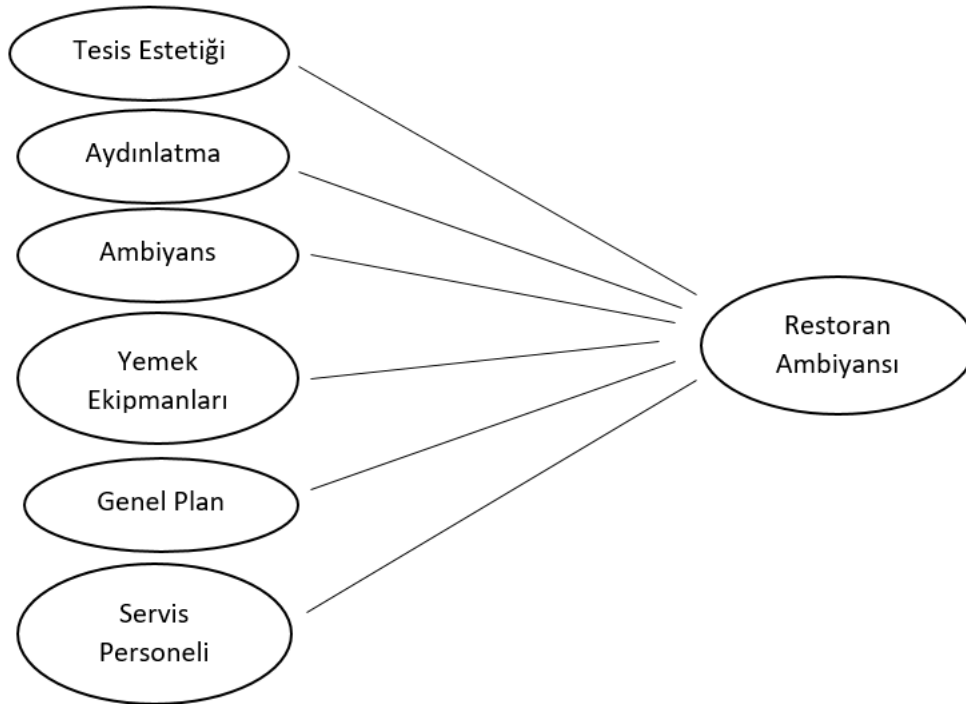 Tesis Estetiği
Aydınlatma
Ambiyans
Yemek
Ekipmanları
Genel Plan
Servis
Personeli
Restoran
Ambiyansı